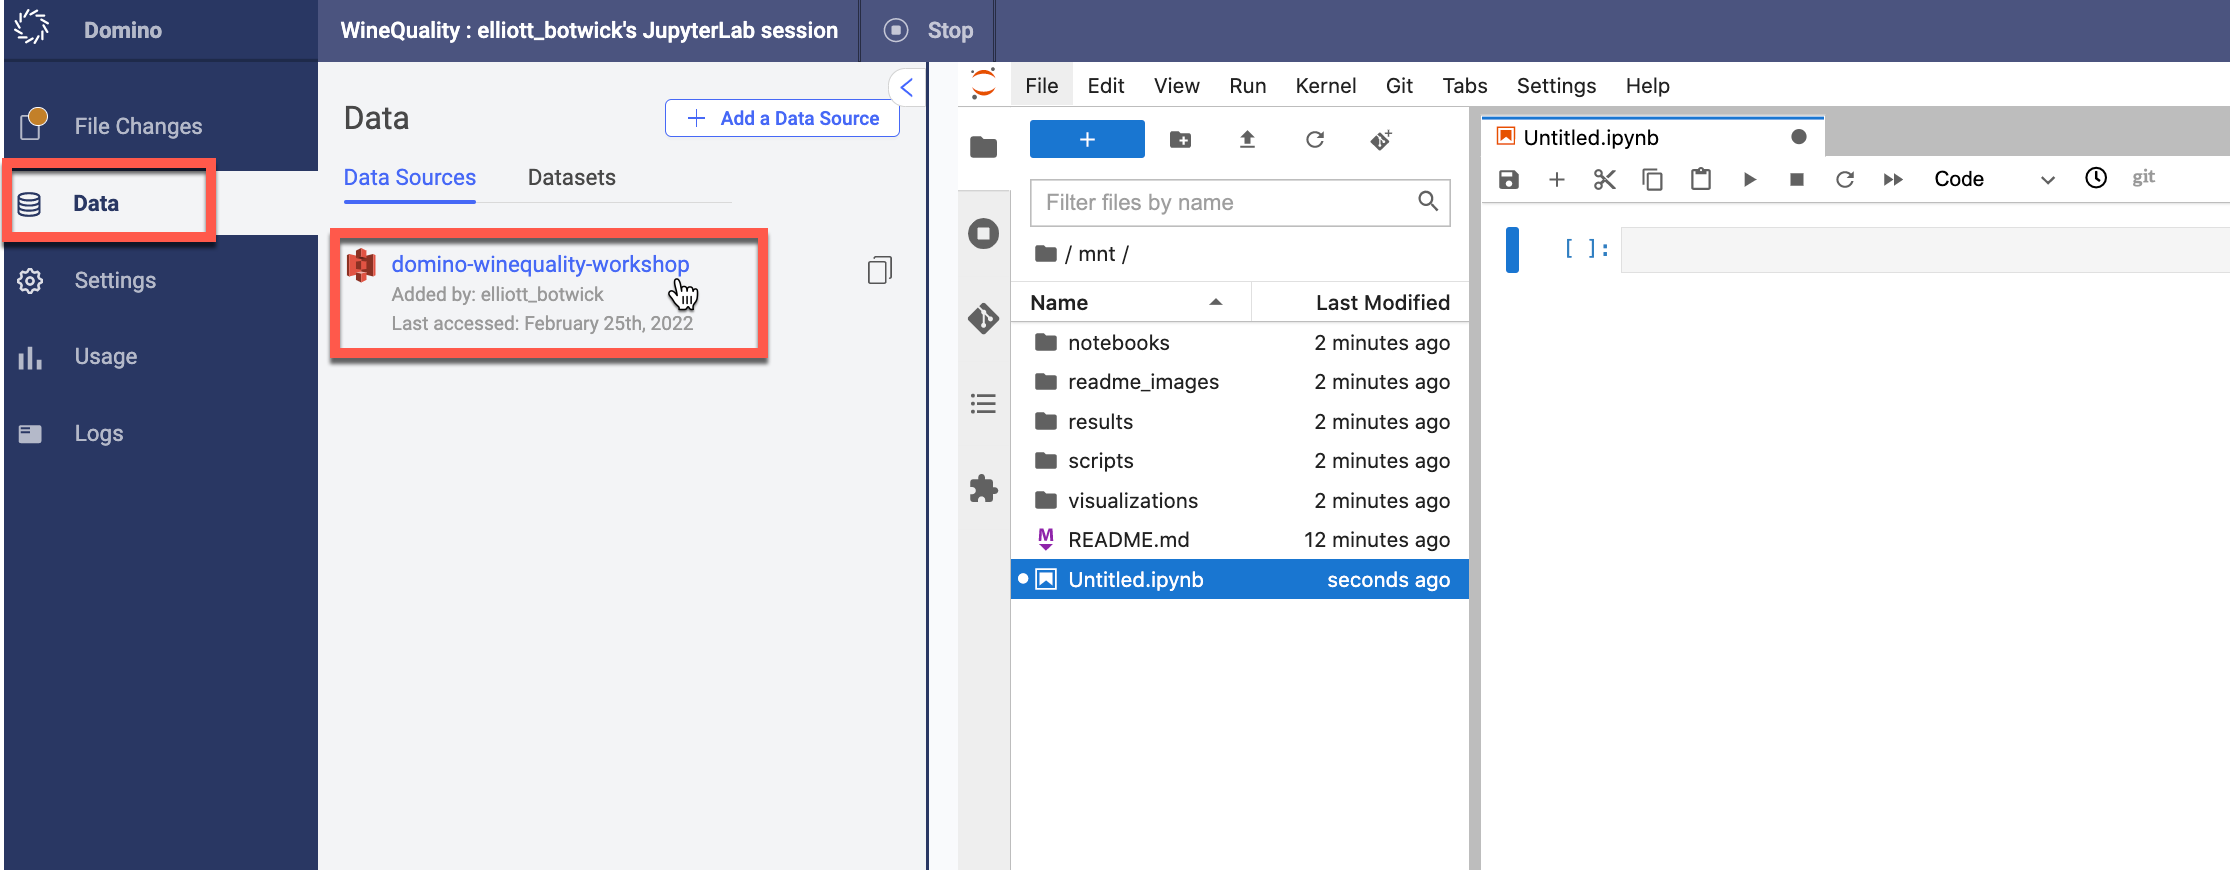 Domino
WineQuality : elliott_botwick's JupyterLab session
Stop
File Changes
Data
Settings
Usage
Logs
Data
Add a Data Source
Data Sources
Datasets
domino-winequality-workshop
Added by: elliott_botwick
Last accessed: February 25th, 2022
File Edit View Run Kernel Git Tabs Settings Help
Filter files by name
/ mnt /
Name Last Modified
notebooks 2 minutes ago
readme_images 2 minutes ago
results 2 minutes ago
scripts 2 minutes ago
visualizations 2 minutes ago
README.md 12 minutes ago
Untitled.ipynb seconds ago
Untitled.ipynb
Code git
[ ]: